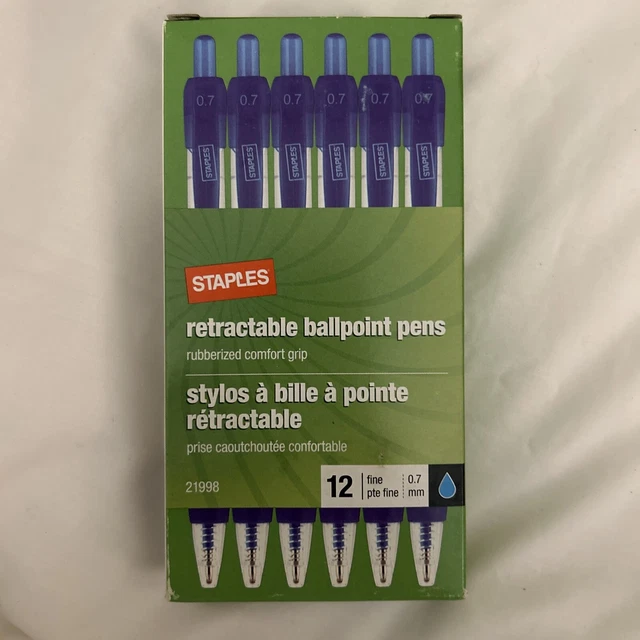 0.7 0.7 0.7 0.7 0.7 0.7
STAPLES STAPLES STAPLES STAPLES STAPLES STAPLES
STAPLES
retractable ballpoint pens
rubberized comfort grip
stylos à bille à pointe
rétractable
prise caoutchoutée confortable
21998
12 fine 0.7
pte fine mm